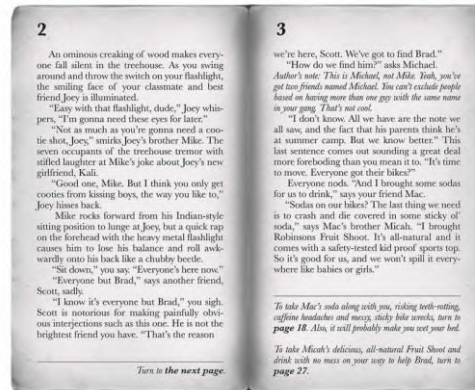 2
An ominous creaking of wood makes every-
one fall silent in the treehouse. As you swing
around and throw the switch on your flashlight,
the smiling face of your classmate and best
friend Joey is illuminated.
"Easy with that flashlight, dude," Joey whis-
pers, "I'm gonna need these eyes for later."
"Not as much as you're gonna need a coo-
tie shot, Joey," smirks Joey's brother Mike. The
seven occupants of the treehouse tremor with
stifled laughter at Mike's joke about Joey's new
girlfriend, Kali.
"Good one, Mike. But I think you only get
cooties from kissing boys, the way you like to,"
Joey hisses back.
Mike rocks forward from his Indian-style
sitting position to lunge at Joey, but a quick rap
on the forehead with the heavy metal flashlight
causes him to lose his balance and roll awk-
wardly onto his back like a chubby beetle.
"Sit down," you say. "Everyone's here now."
"Everyone but Brad," says another friend,
Scott, sadly.
"I know it's everyone but Brad," you sigh.
Scott is notorious for making painfully obvi-
ous interjections such as this one. He is not the
brightest friend you have. "That's the reason
Turn to the next page.
3
we're here, Scott. We've got to find Brad."
"How do we find him?" asks Michael.
Author's note: This is Michael, not Mike. Yeah, you've
got two friends named Michael. You can't exclude people
based on having more than one guy with the same name
in your gang. That's not cool.
"I don't know. All we have are the note we
all saw, and the fact that his parents think he's
at summer camp. But we know better." This
last sentence comes out sounding a great deal
more foreboding than you mean it to. "It's time
to move. Everyone got their bikes?"
Everyone nods. "And I brought some sodas
for us to drink," says your friend Mac.
"Sodas on our bikes? The last thing we need
is to crash and die covered in some sticky ol'
soda," says Mac's brother Micah. "I brought
Robinsons Fruit Shoot. It's all-natural and it
comes with a safety-tested kid proof sports top.
So it's good for us, and we won't spill it every-
where like babies or girls."
To take Mac's soda along with you, risking teeth-rotting,
caffeine headaches and messy, sticky bike wrecks, turn to
page 18. Also, it will probably make you wet your bed.
To take Micah's delicious, all-natural Fruit Shoot and
drink with no mess on your way to help Brad, turn to
page 27.